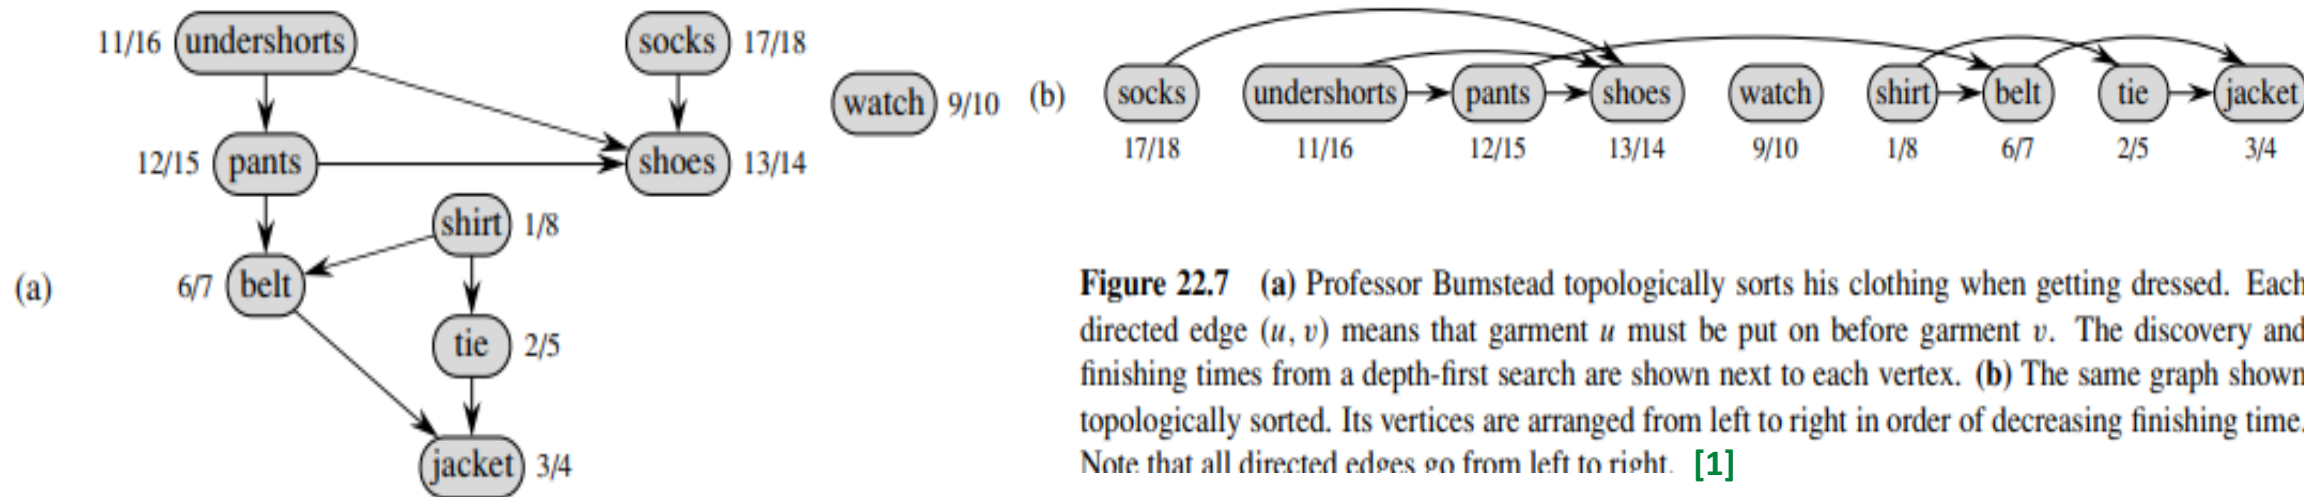 11/16 undershorts socks 17/18
watch 9/10
12/15 pants shoes 13/14
shirt 1/8
(a) 6/7 belt
tie 2/5
jacket 3/4
(b) socks undershorts pants shoes watch shirt belt tie jacket
17/18 11/16 12/15 13/14 9/10 1/8 6/7 2/5 3/4
Figure 22.7 (a) Professor Bumstead topologically sorts his clothing when getting dressed. Each
directed edge (u, v) means that garment u must be put on before garment v. The discovery and
finishing times from a depth-first search are shown next to each vertex. (b) The same graph shown
topologically sorted. Its vertices are arranged from left to right in order of decreasing finishing time.
Note that all directed edges go from left to right. [1]